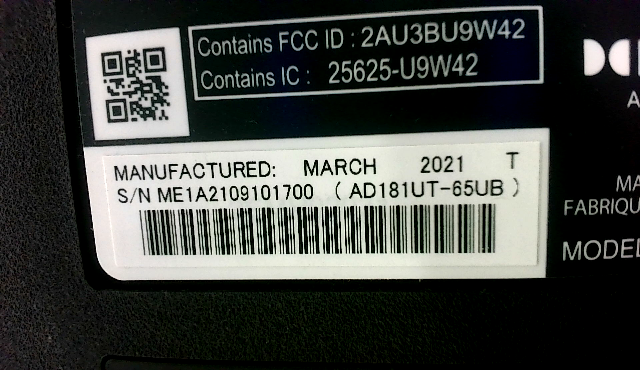 Contains FCC ID : 2AU3BU9W42
Contains IC : 25625-U9W42
MANUFACTURED: MARCH 2021 T
S/N ME1A2109101700 ( AD181UT-65UB )
A
MA
FABRIQU
MODEL